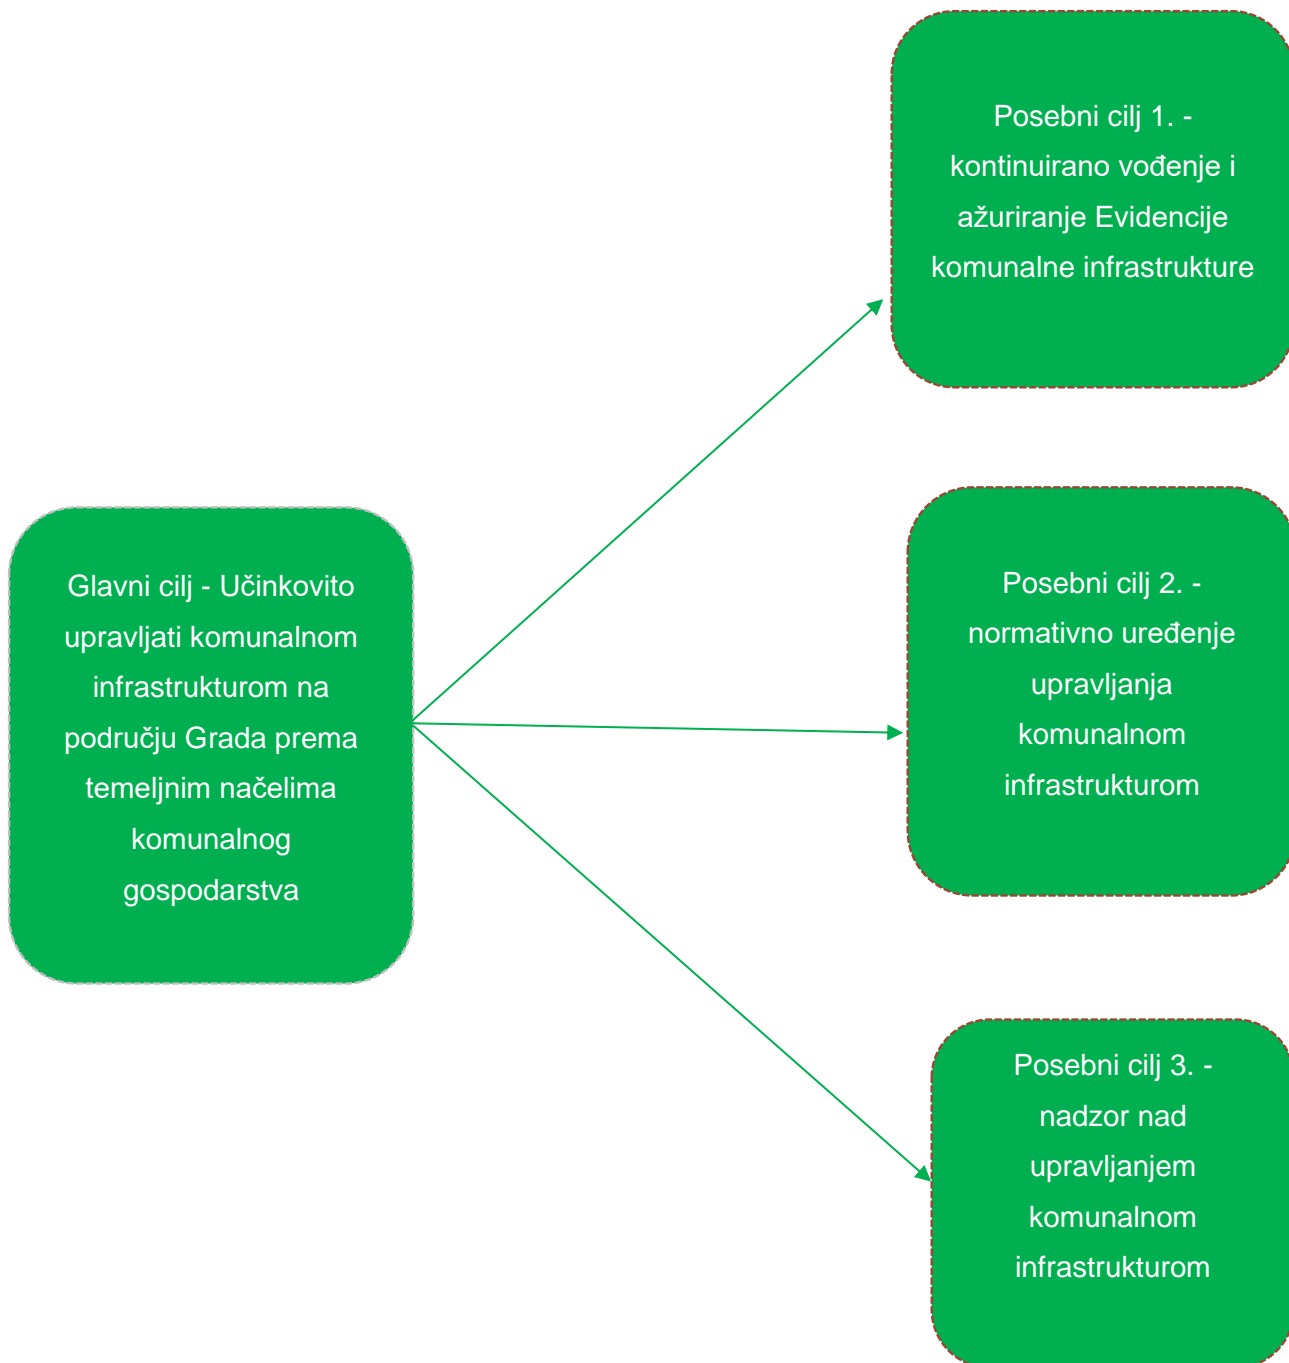 Glavni cilj - Učinkovito
upravljati komunalnom
infrastrukturom na
području Grada prema
temeljnim načelima
komunalnog
gospodarstva
Posebni cilj 1. -
kontinuirano vođenje i
ažuriranje Evidencije
komunalne infrastrukture
Posebni cilj 2. -
normativno uređenje
upravljanja
komunalnom
infrastrukturom
Posebni cilj 3. -
nadzor nad
upravljanjem
komunalnom
infrastrukturom